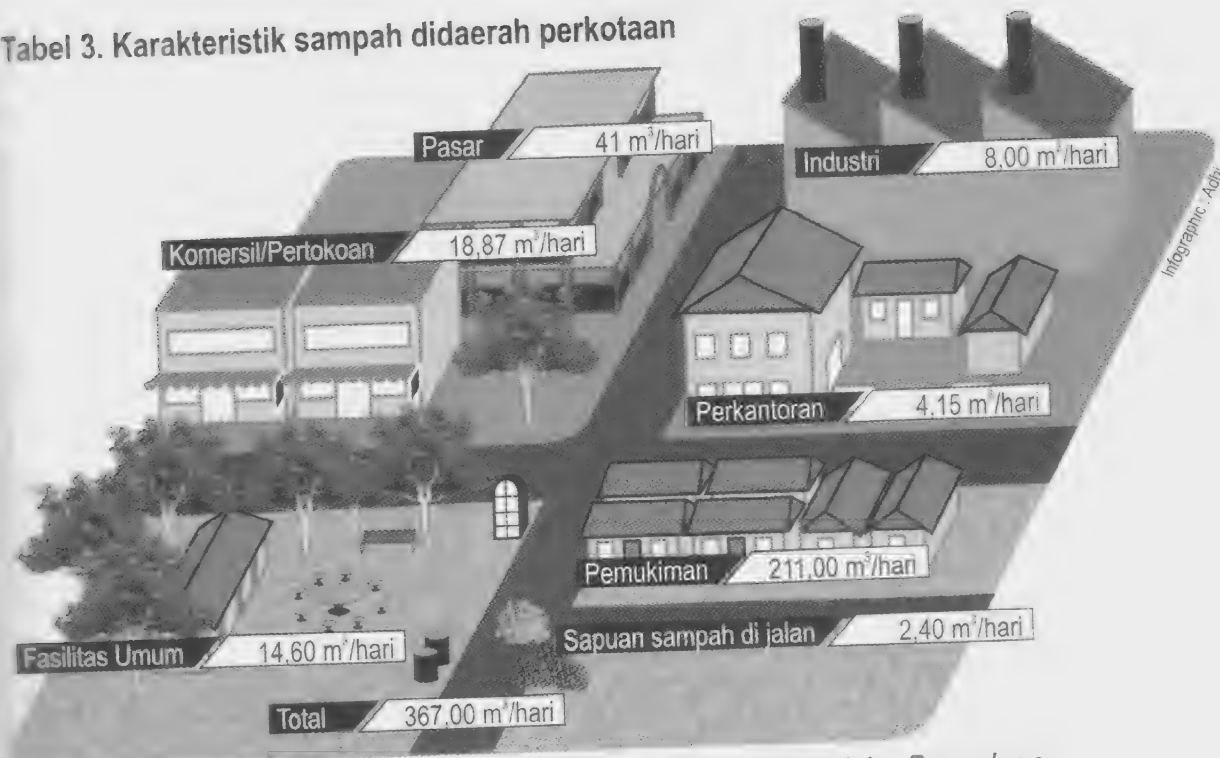 Tabel 3. Karakteristik sampah didaerah perkotaan
Pasar 41 m³/hari
Industri 8,00 m³/hari
Infographic : Adhi
Komersil/Pertokoan 18,87 m³/hari
Perkantoran 4,15 m³/hari
Pemukiman 211,00 m³/hari
Sapuan sampah di jalan 2,40 m³/hari
Fasilitas Umum 14,60 m³/hari
Total 367,00 m³/hari